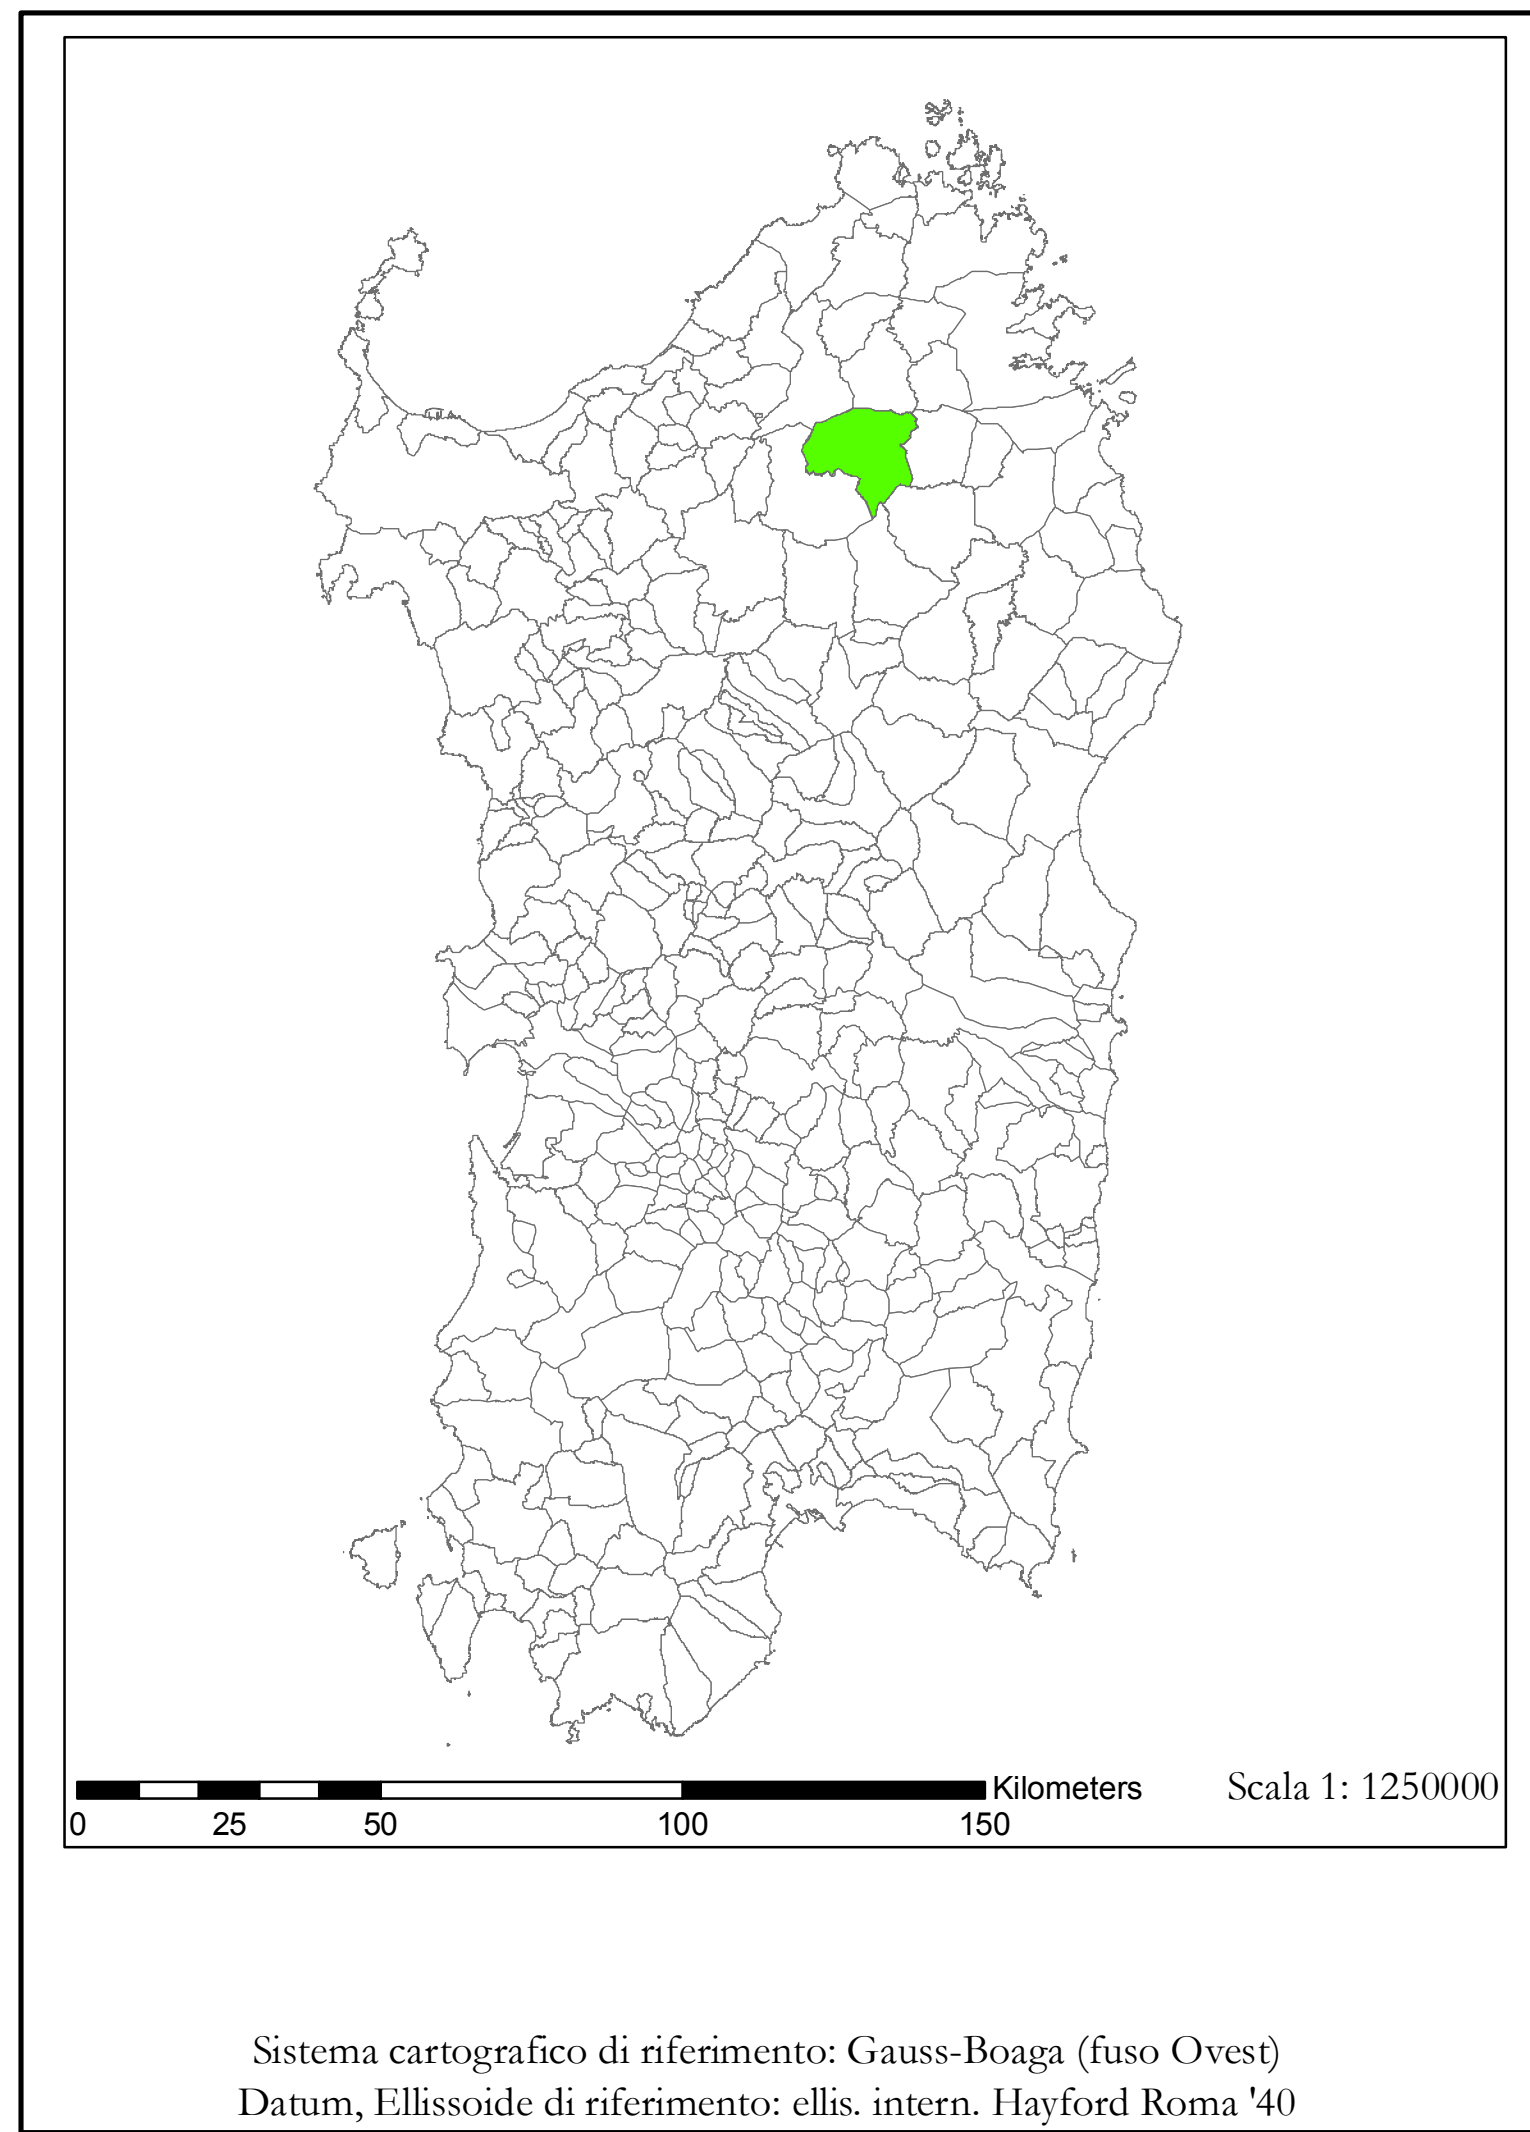 Kilometers
Scala 1: 1250000
0 25 50 100 150
Sistema cartografico di riferimento: Gauss-Boaga (fuso Ovest)
Datum, Ellissoide di riferimento: ellis. intern. Hayford Roma '40